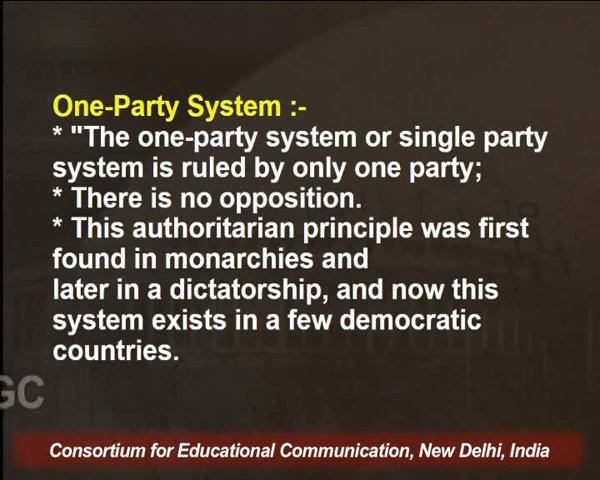 One-Party System :-
* "The one-party system or single party
system is ruled by only one party;
* There is no opposition.
* This authoritarian principle was first
found in monarchies and
later in a dictatorship, and now this
system exists in a few democratic
countries.
GC
Consortium for Educational Communication, New Delhi, India